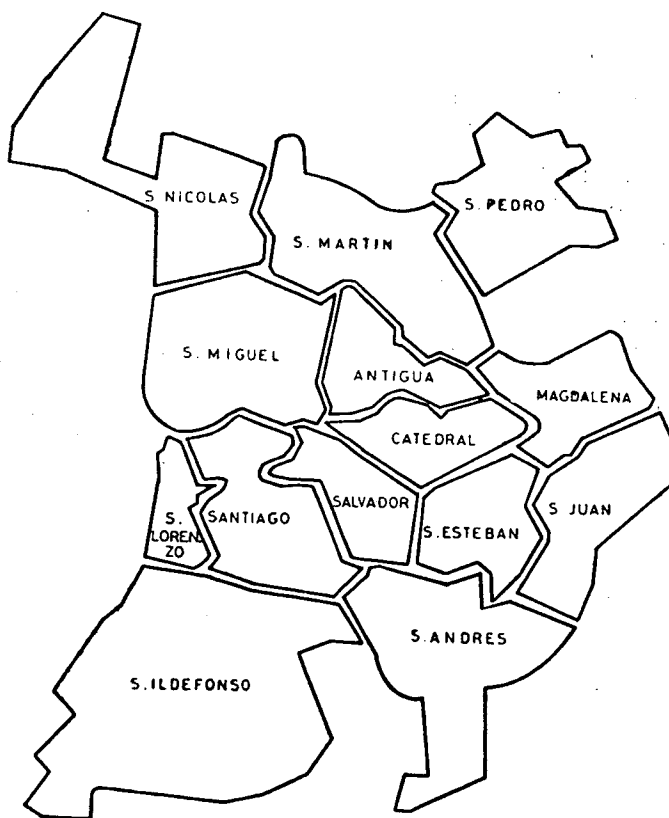 S. NICOLAS
S. PEDRO
S. MARTIN
S. MIGUEL
ANTIGUA
MAGDALENA
CATEDRAL
SALVADOR
S JUAN
S.
LOREN
ZO
SANTIAGO
S.ESTEBAN
S.ANDRES
S.ILDEFONSO